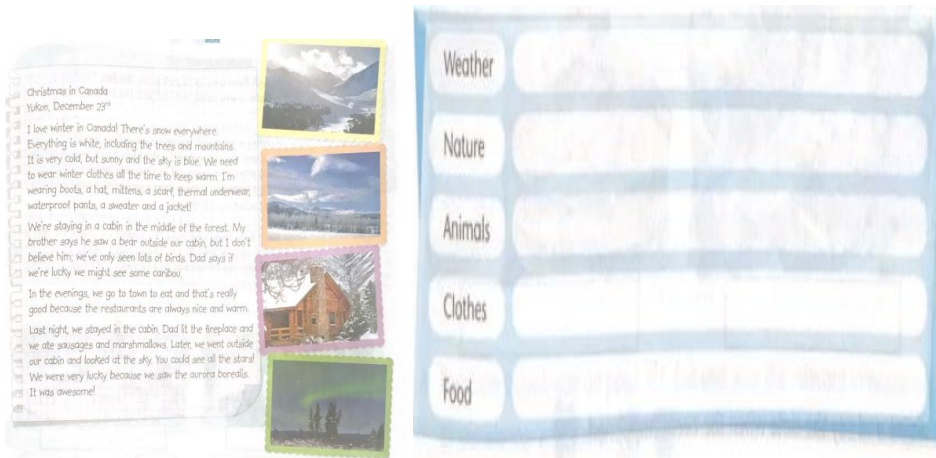 Christmas in Canada
Yukon, December 23rd
I love winter in Canada! There's snow everywhere.
Everything is white, including the trees and mountains.
It is very cold, but sunny and the sky is blue. We need
to wear winter clothes all the time to keep warm. I'm
wearing boots, a hat, mittens, a scarf, thermal underwear,
waterproof pants, a sweater and a jacket!
We're staying in a cabin in the middle of the forest. My
brother says he saw a bear outside our cabin, but I don't
believe him; we've only seen lots of birds. Dad says if
we're lucky we might see some caribou.
In the evenings, we go to town to eat and that's really
good because the restaurants are always nice and warm.
Last night, we stayed in the cabin. Dad lit the fireplace and
we ate sausages and marshmallows. Later, we went outside
our cabin and looked at the sky. You could see all the stars!
We were very lucky because we saw the aurora borealis.
It was awesome!
Weather
Nature
Animals
Clothes
Food